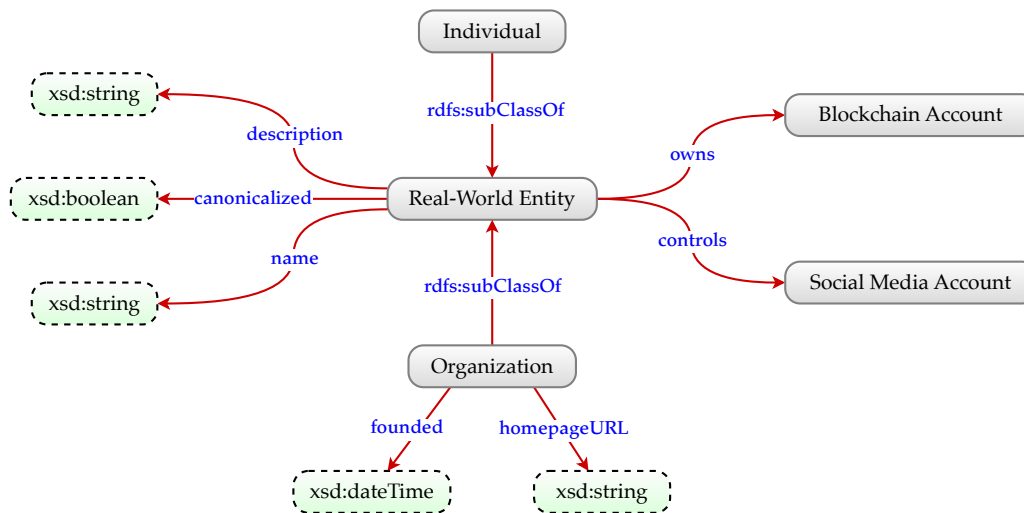 Individual
xsd:string
rdfs:subClassOf
Blockchain Account
description
owns
xsd:boolean
canonicalized
Real-World Entity
name
controls
xsd:string
rdfs:subClassOf
Social Media Account
Organization
founded
homepageURL
xsd:dateTime
xsd:string